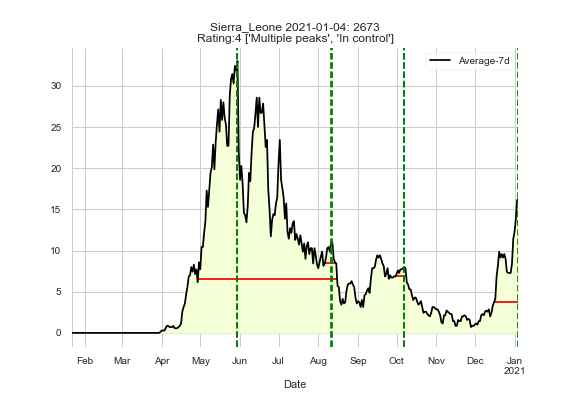 Sierra_Leone 2021-01-04: 2673
Rating:4 ['Multiple peaks', 'In control']
Average-7d
30
25
20
15
10
5
0
Feb Mar Apr May Jun Jul Aug Sep Oct Nov Dec Jan
2021
Date